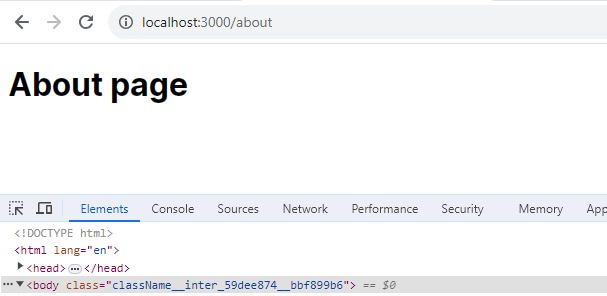 localhost:3000/about
About page
Elements Console Sources Network Performance Security Memory App
<!DOCTYPE html>
<html lang="en">
<head>…</head>
…<body class="className__inter_59dee874__bbf899b6"> == $0